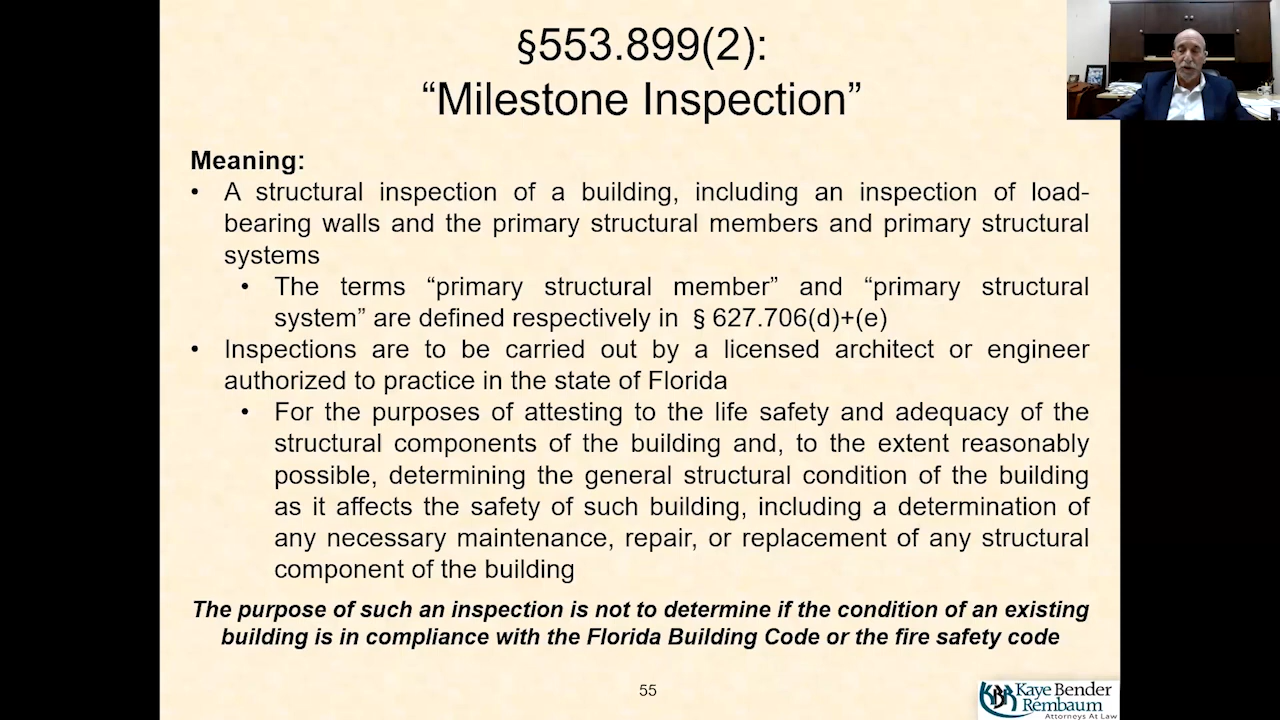 §553.899(2):
“Milestone Inspection”
Meaning:
• A structural inspection of a building, including an inspection of load-
bearing walls and the primary structural members and primary structural
systems
• The terms “primary structural member” and “primary structural
system” are defined respectively in § 627.706(d)+(e)
• Inspections are to be carried out by a licensed architect or engineer
authorized to practice in the state of Florida
• For the purposes of attesting to the life safety and adequacy of the
structural components of the building and, to the extent reasonably
possible, determining the general structural condition of the building
as it affects the safety of such building, including a determination of
any necessary maintenance, repair, or replacement of any structural
component of the building
The purpose of such an inspection is not to determine if the condition of an existing
building is in compliance with the Florida Building Code or the fire safety code
55
KBR Kaye Bender
Rembaum
Attorneys At Law